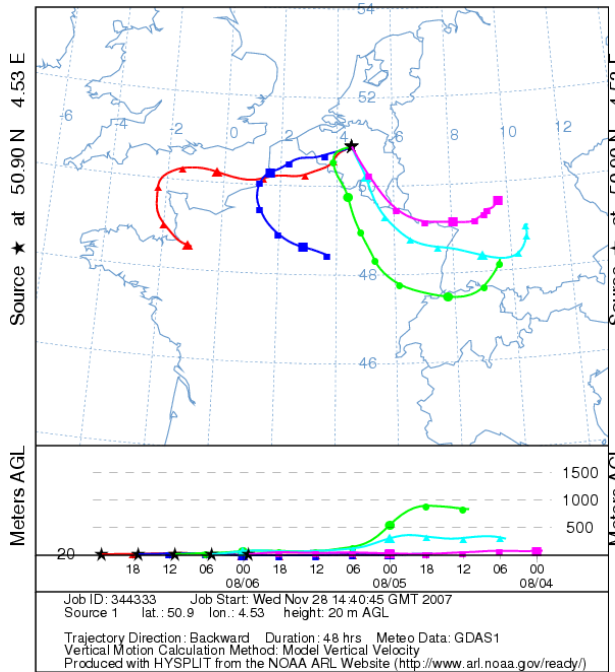 54
52
-6 -4 -2 0 2 4 6 8 10 12
48
46
Source ★ at 50.90 N 4.53 E
Meters AGL
1500
1000
500
20
18 12 06 00 18 12 06 00 18 12 06 00
08/06 08/05 08/04
Job ID: 344333 Job Start: Wed Nov 28 14:40:45 GMT 2007
Source 1 lat.: 50.9 lon.: 4.53 height: 20 m AGL
Trajectory Direction: Backward Duration: 48 hrs Meteo Data: GDAS1
Vertical Motion Calculation Method: Model Vertical Velocity
Produced with HYSPLIT from the NOAA ARL Website (http://www.arl.noaa.gov/ready/)